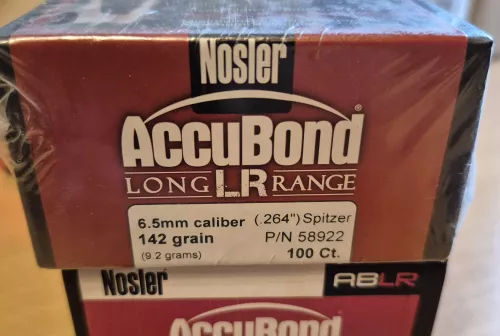 Nosler
ACCUBOND®
LONG LR RANGE
6.5mm caliber (.264") Spitzer
142 grain P/N 58922
(9.2 grams) 100 Ct.
Nosler ABLR
ACCUBOND